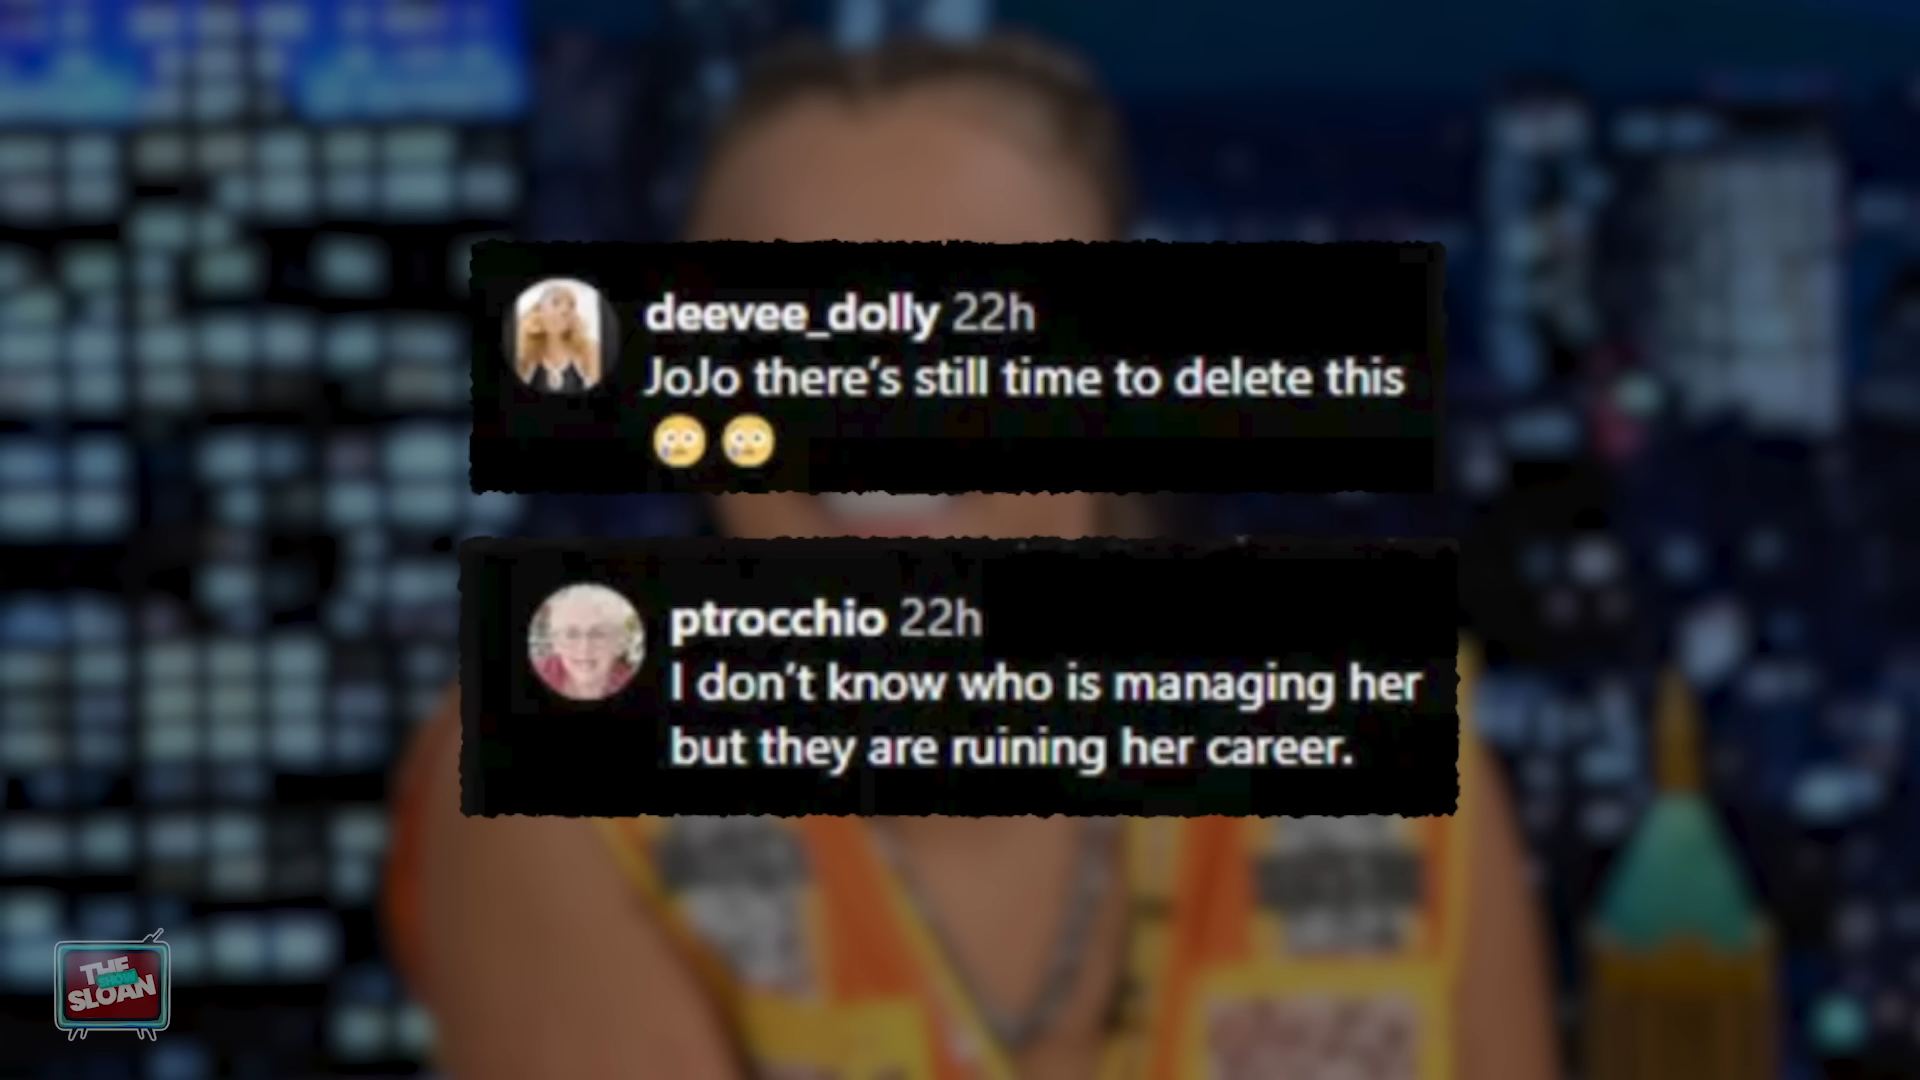 deevee_dolly 22h
JoJo there's still time to delete this
😢 😢
ptrocchio 22h
I don't know who is managing her
but they are ruining her career.
THE
SHOW
SLOAN